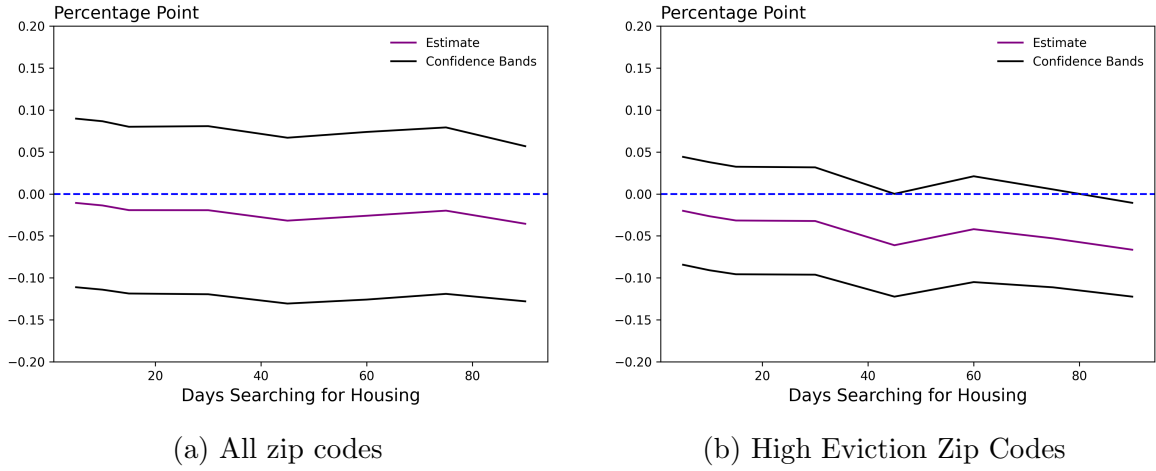 Percentage Point
0.20
0.15
0.10
0.05
0.00
−0.05
−0.10
−0.15
−0.20
Estimate
Confidence Bands
20 40 60 80
Days Searching for Housing
(a) All zip codes
Percentage Point
0.20
0.15
0.10
0.05
0.00
−0.05
−0.10
−0.15
−0.20
Estimate
Confidence Bands
20 40 60 80
Days Searching for Housing
(b) High Eviction Zip Codes